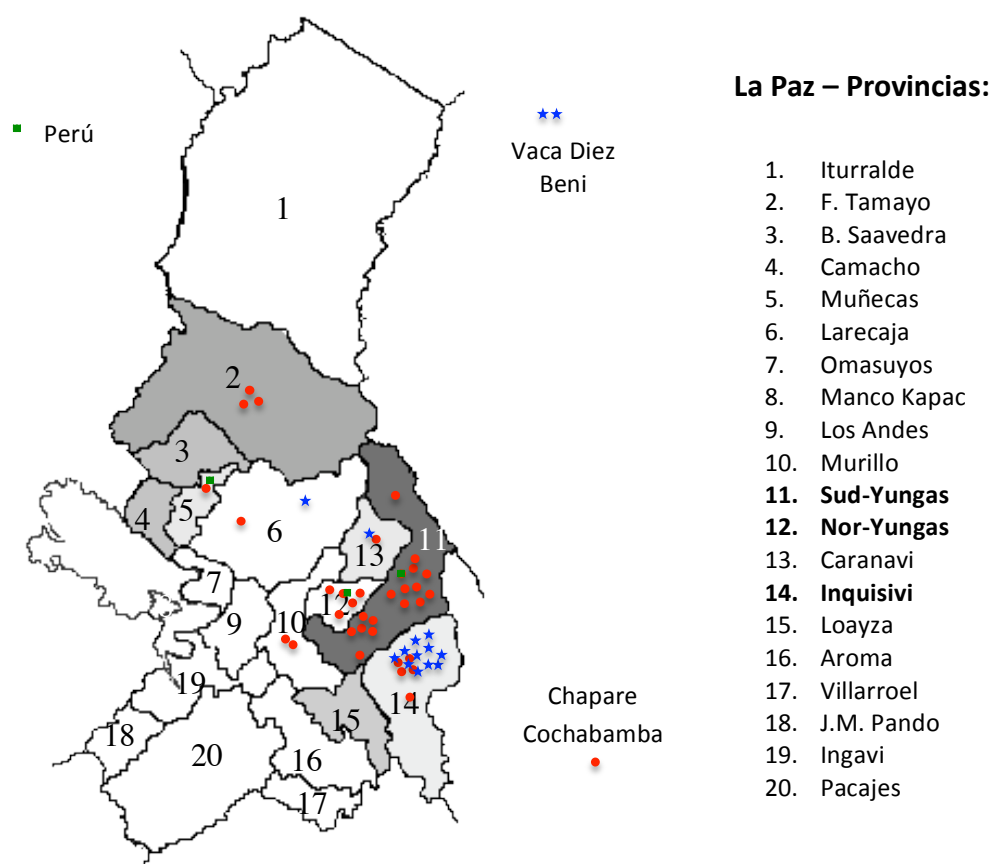 La Paz – Provincias:
Perú
Vaca Diez
Beni
1. Iturralde
2. F. Tamayo
3. B. Saavedra
4. Camacho
5. Muñecas
6. Larecaja
7. Omasuyos
8. Manco Kapac
9. Los Andes
10. Murillo
11. Sud-Yungas
12. Nor-Yungas
13. Caranavi
14. Inquisivi
15. Loayza
16. Aroma
17. Villarroel
18. J.M. Pando
19. Ingavi
20. Pacajes
1
2
3
4
5
6
11
13
7
12
9
10
19
14
15
18
20
16
17
Chapare
Cochabamba